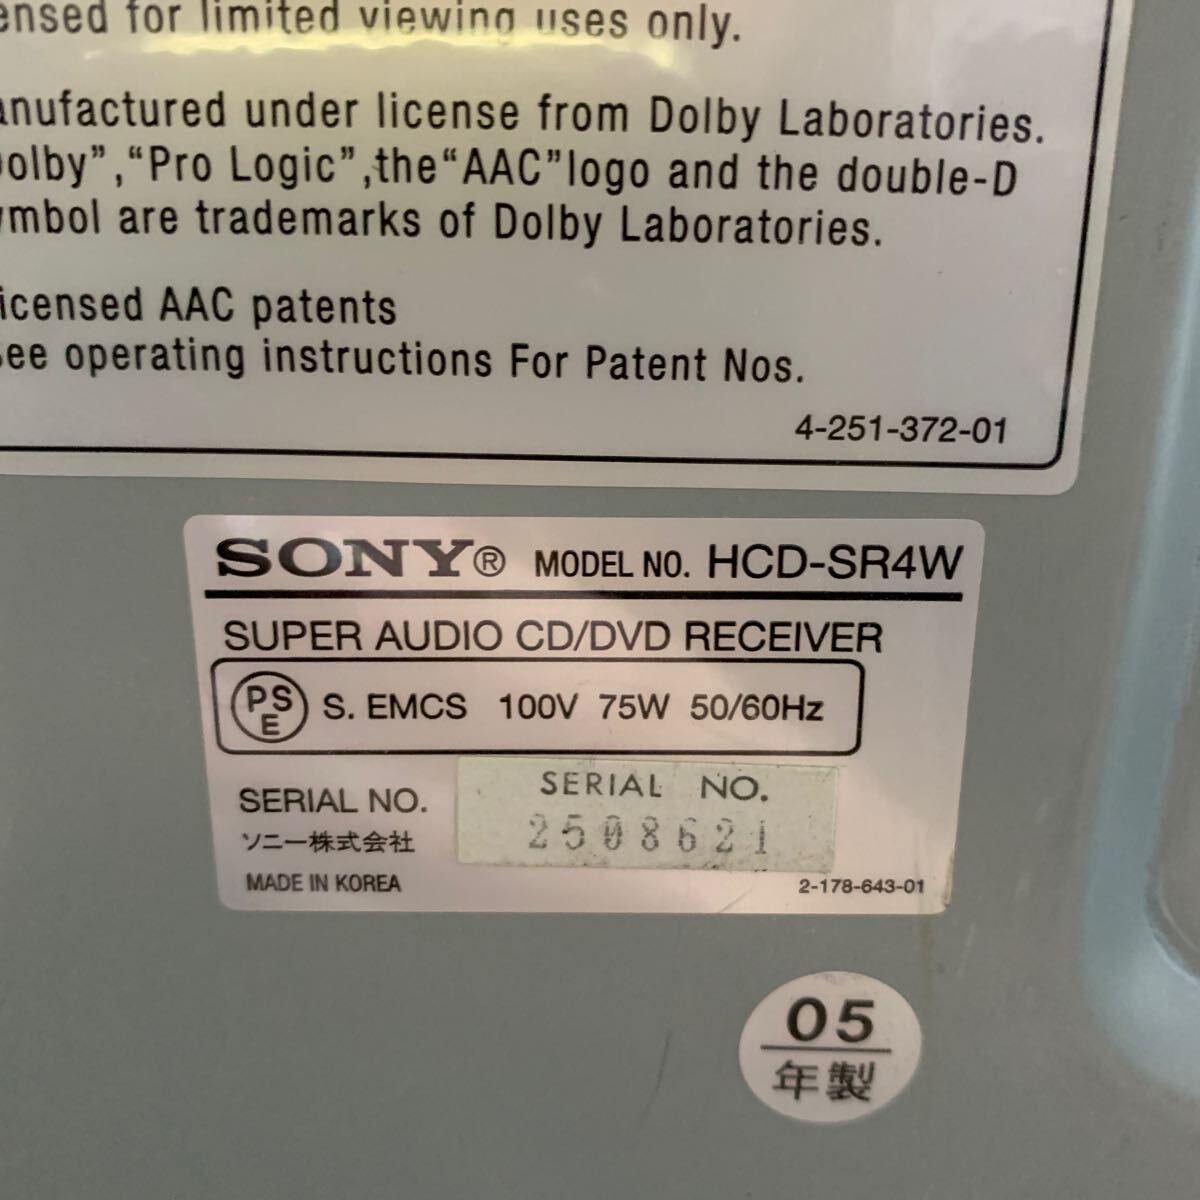 ensed for limited viewing uses only.
anufactured under license from Dolby Laboratories.
olby”,“Pro Logic”,the“AAC”logo and the double-D
ymbol are trademarks of Dolby Laboratories.
icensed AAC patents
See operating instructions For Patent Nos.
4-251-372-01
SONY® MODEL NO. HCD-SR4W
SUPER AUDIO CD/DVD RECEIVER
PSE S. EMCS 100V 75W 50/60Hz
SERIAL NO.
SERIAL NO.
2508621
ソニー株式会社
MADE IN KOREA
2-178-643-01
05
年製